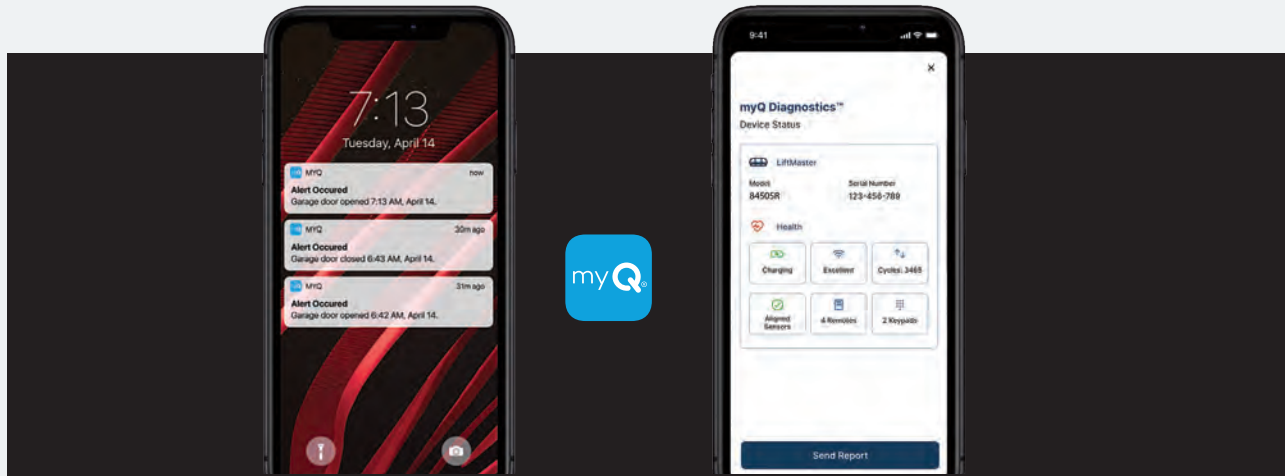 7:13
Tuesday, April 14
MYQ now
Alert Occured
Garage door opened 7:13 AM, April 14.
MYQ 30m ago
Alert Occured
Garage door closed 6:43 AM, April 14.
MYQ 31m ago
Alert Occured
Garage door opened 6:42 AM, April 14.
myQ
9:41
myQ Diagnostics™
Device Status
LiftMaster
Model Serial Number
84505R 123-456-789
Health
Charging Excellent Cycles: 3465
Aligned Sensors 4 Remotes 2 Keypads
Send Report